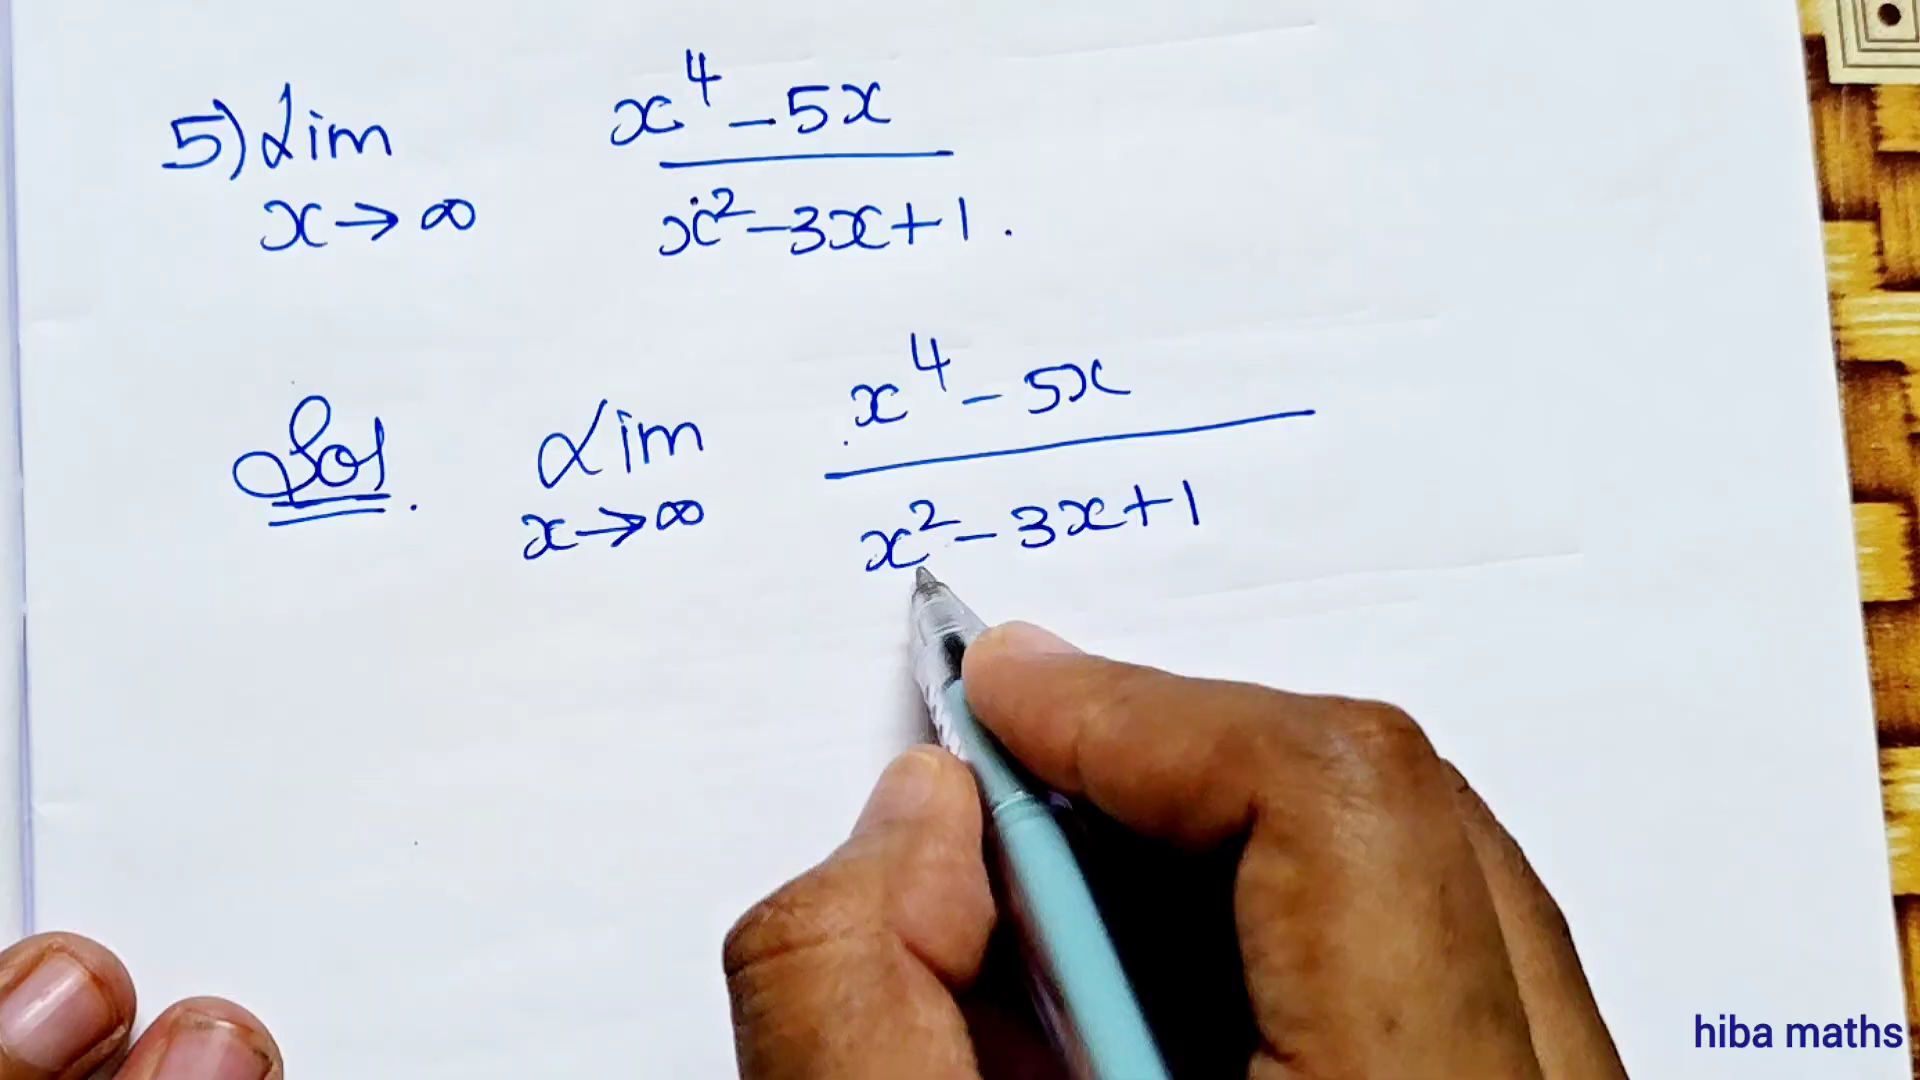 5) Lim x⁴ - 5x
x → ∞ x² - 3x + 1 .
Sol. Lim x⁴ - 5x
x → ∞ x² - 3x + 1
hiba maths